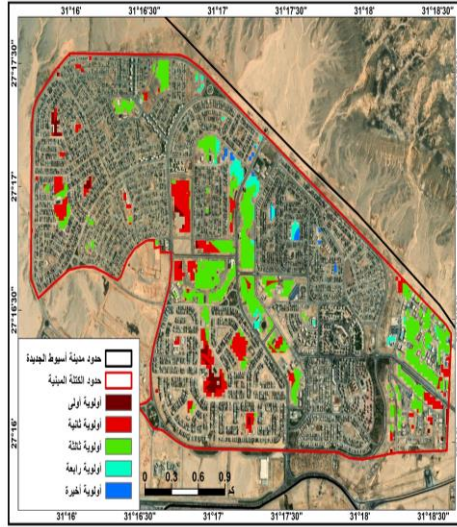 31°16' 31°16'30" 31°17' 31°17'30" 31°18' 31°18'30"
27°17'30"
27°17'
27°16'30"
27°16'
حدود مدينة أسيوط الجديدة
حدود الكتلة المبنية
أولوية أولى
أولوية ثانية
أولوية ثالثة
أولوية رابعة
أولوية أخيرة
0 0.3 0.6 0.9
كم
31°16' 31°16'30" 31°17' 31°17'30" 31°18' 31°18'30"